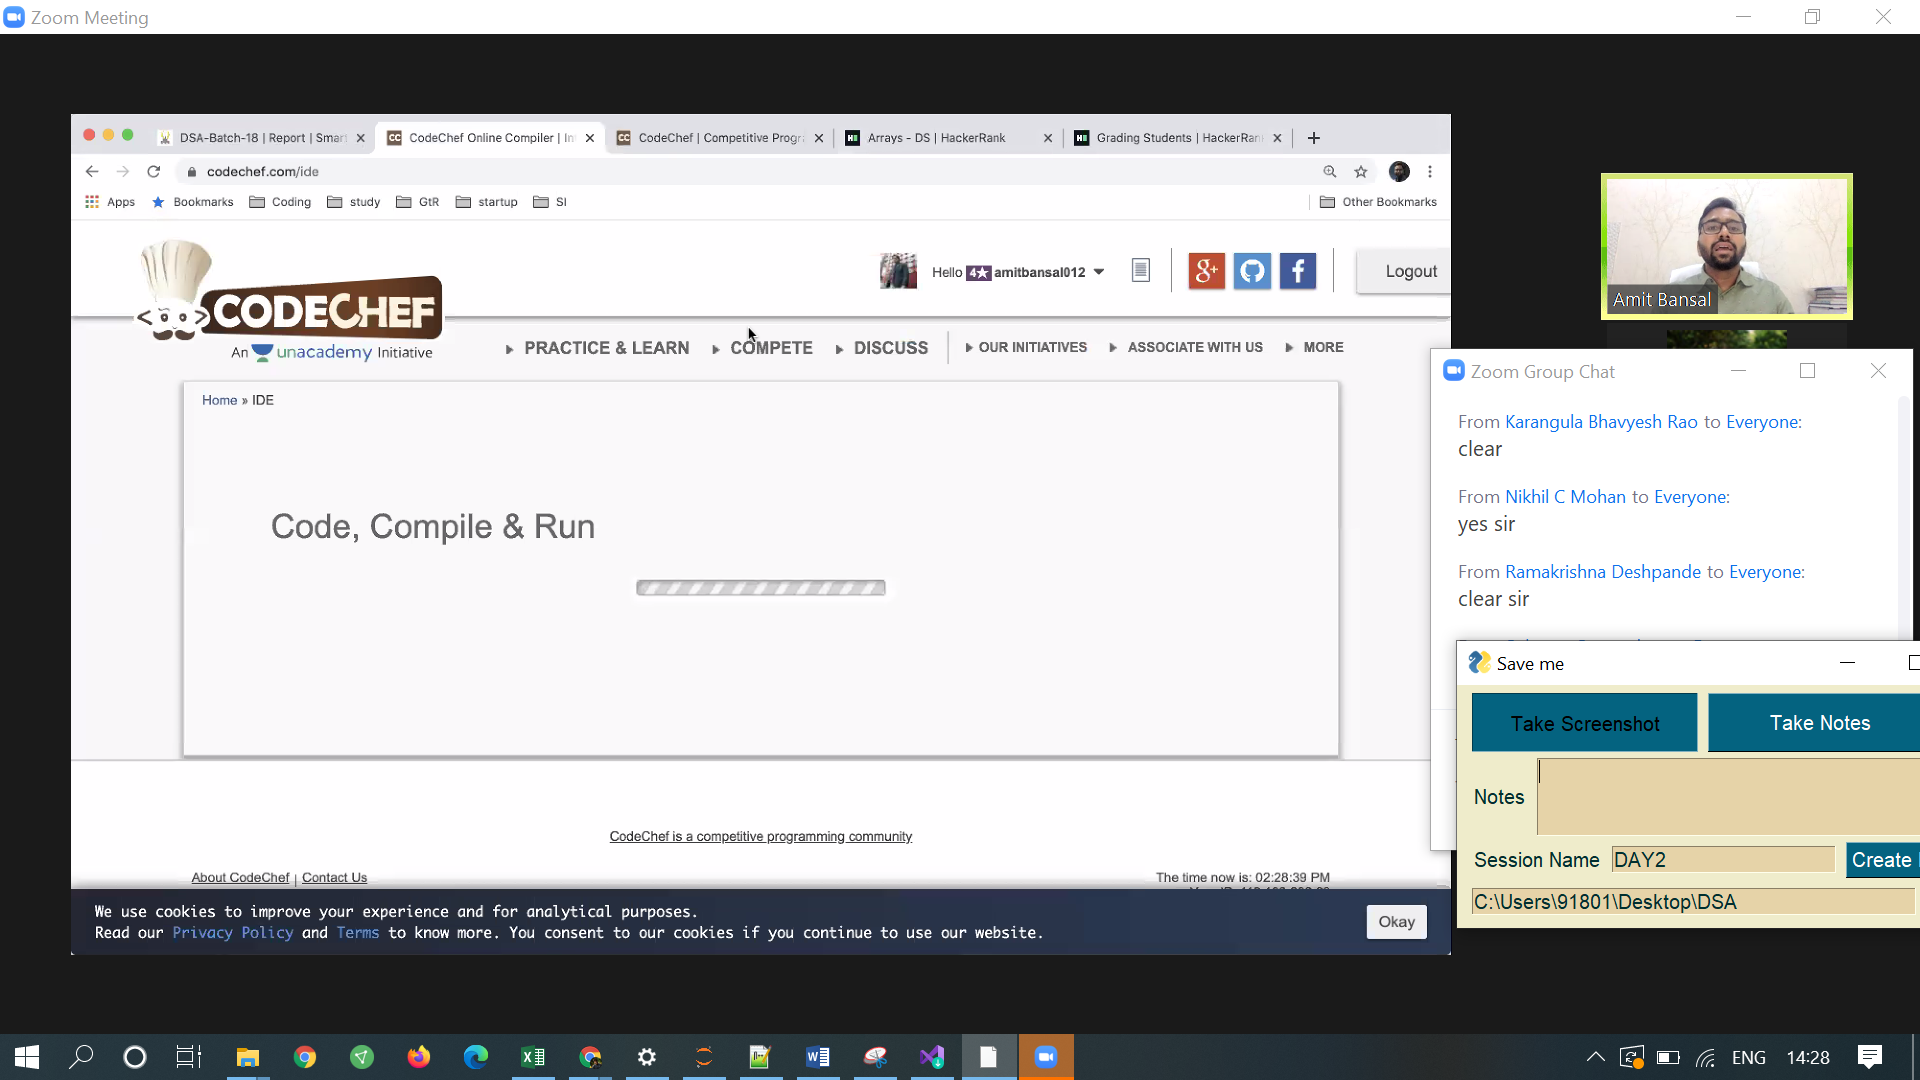 Zoom Meeting
DSA-Batch-18 | Report | Smart
CodeChef Online Compiler | In
CodeChef | Competitive Progra
Arrays - DS | HackerRank
Grading Students | HackerRan
codechef.com/ide
Apps
Bookmarks
Coding
study
GtR
startup
SI
Other Bookmarks
CODECHEF
An unacademy Initiative
Hello 4★ amitbansal012
g+
f
Logout
PRACTICE & LEARN
COMPETE
DISCUSS
OUR INITIATIVES
ASSOCIATE WITH US
MORE
Home » IDE
Code, Compile & Run
CodeChef is a competitive programming community
About CodeChef | Contact Us
The time now is: 02:28:39 PM
We use cookies to improve your experience and for analytical purposes.
Read our Privacy Policy and Terms to know more. You consent to our cookies if you continue to use our website.
Okay
Amit Bansal
Zoom Group Chat
From Karangula Bhavyesh Rao to Everyone:
clear
From Nikhil C Mohan to Everyone:
yes sir
From Ramakrishna Deshpande to Everyone:
clear sir
Save me
Take Screenshot
Take Notes
Notes
Session Name
DAY2
Create
C:\Users\91801\Desktop\DSA
ENG
14:28